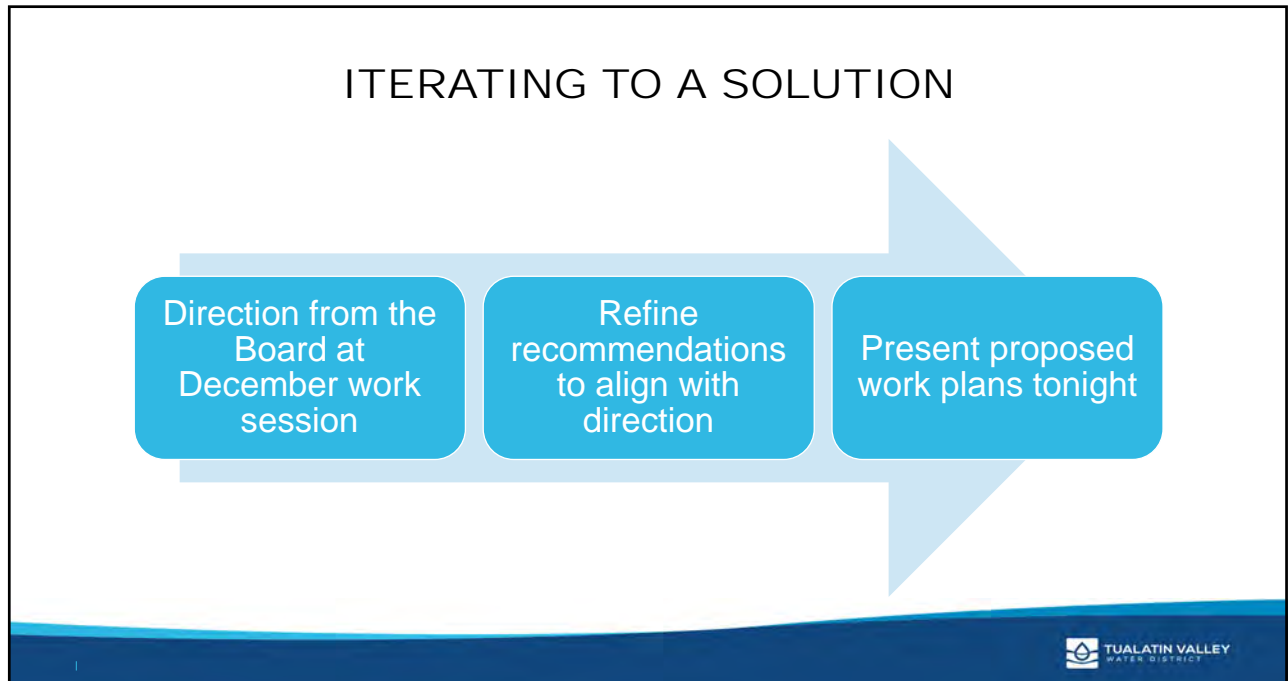 ITERATING TO A SOLUTION
Direction from the
Board at
December work
session
Refine
recommendations
to align with
direction
Present proposed
work plans tonight
TUALATIN VALLEY
WATER DISTRICT